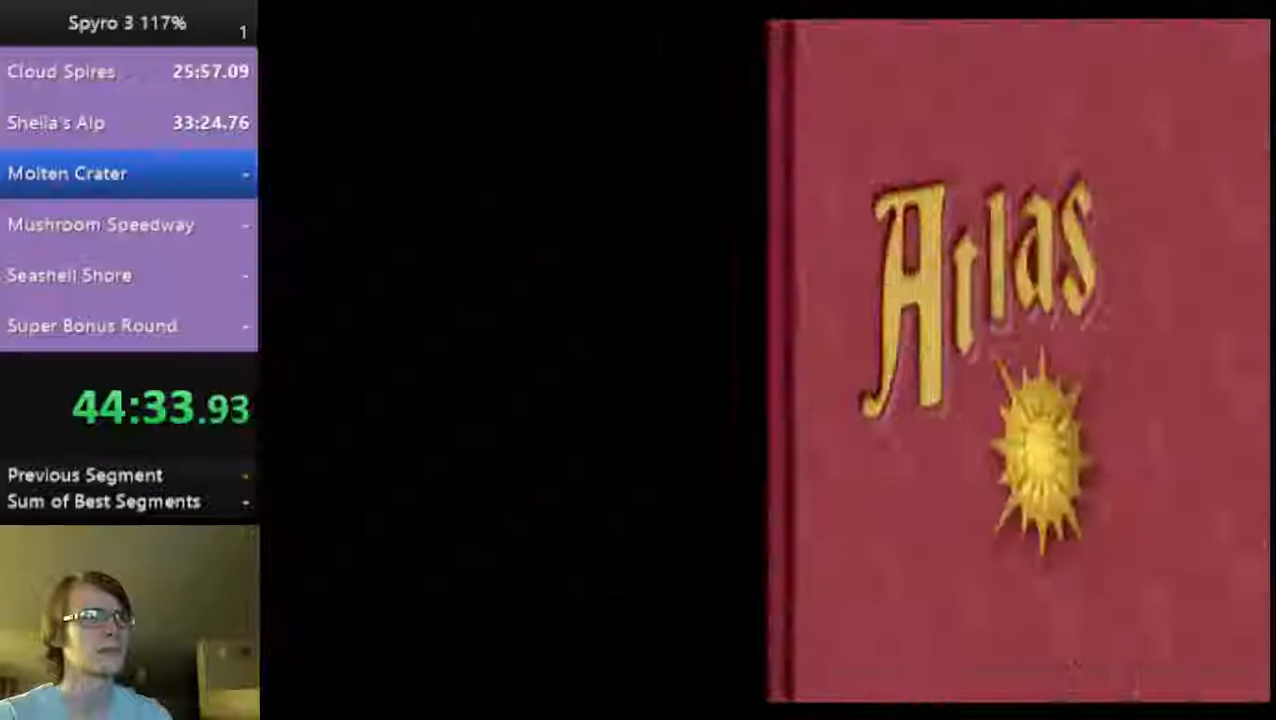 Spyro 3 117%
1
Cloud Spires 25:57.09
Sheila's Alp 33:24.76
Molten Crater -
Mushroom Speedway -
Seashell Shore -
Super Bonus Round -
44:33.93
Previous Segment -
Sum of Best Segments -
Atlas